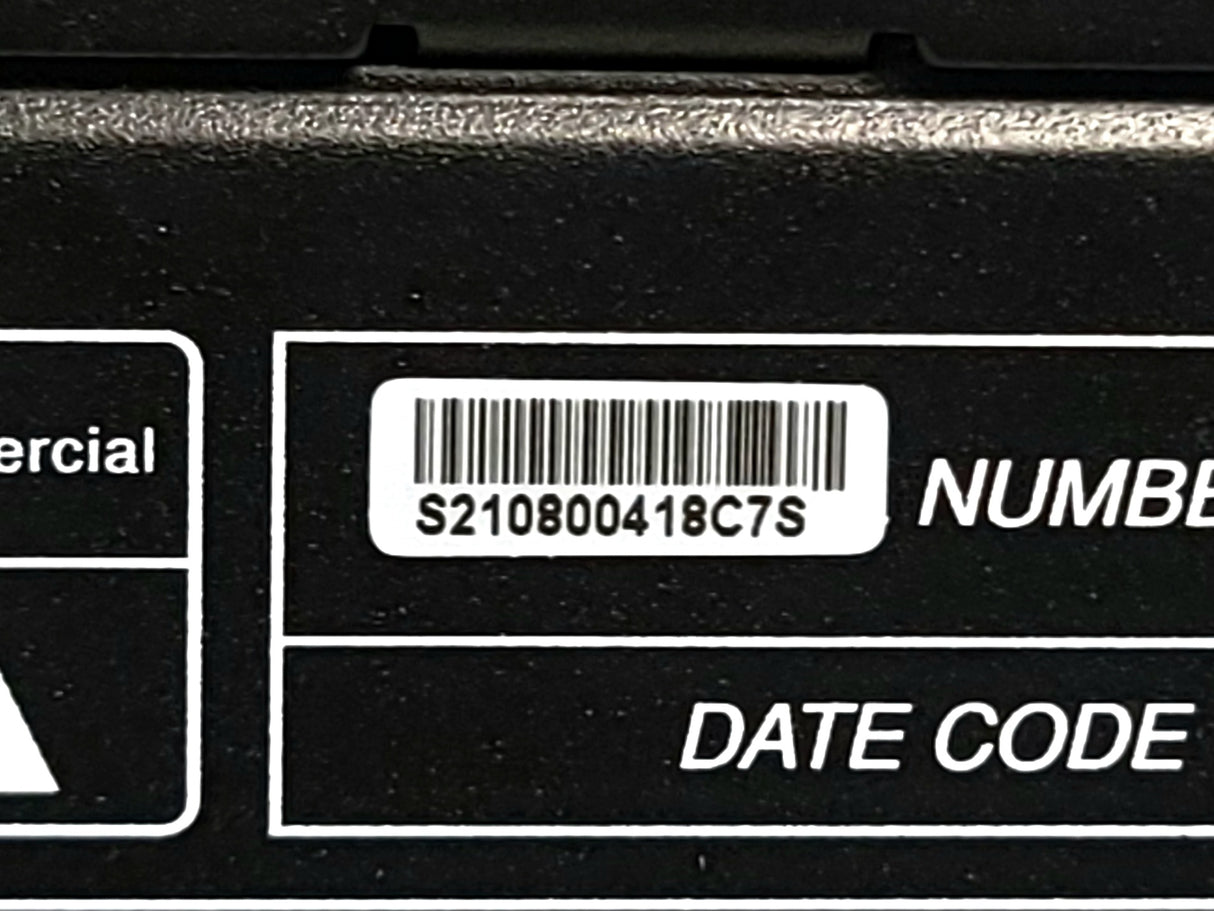 ercial
S210800418C7S
NUMBE
DATE CODE